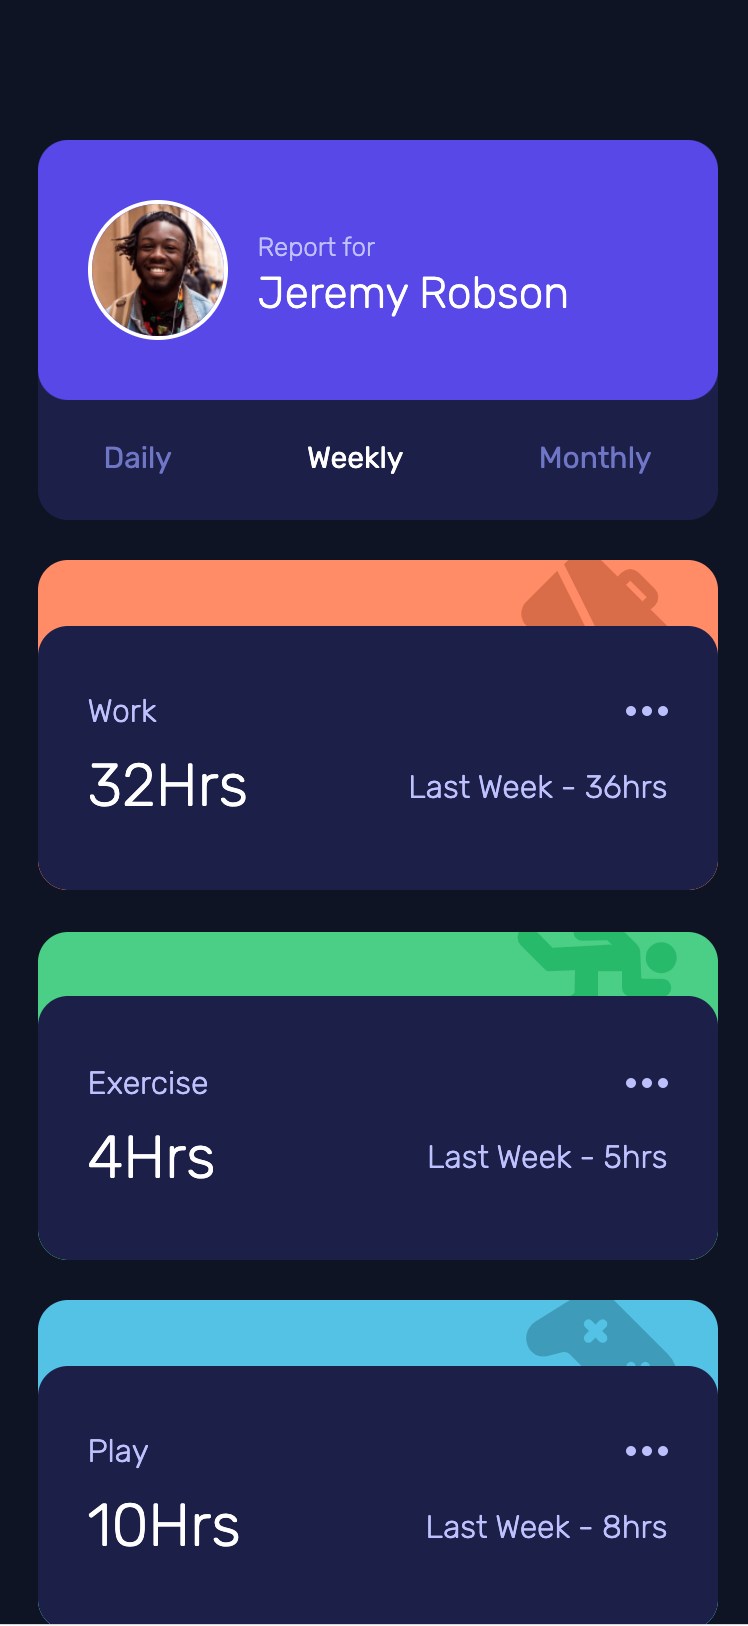 Report for
Jeremy Robson
Daily Weekly Monthly
Work
32Hrs Last Week - 36hrs
Exercise
4Hrs Last Week - 5hrs
Play
10Hrs Last Week - 8hrs